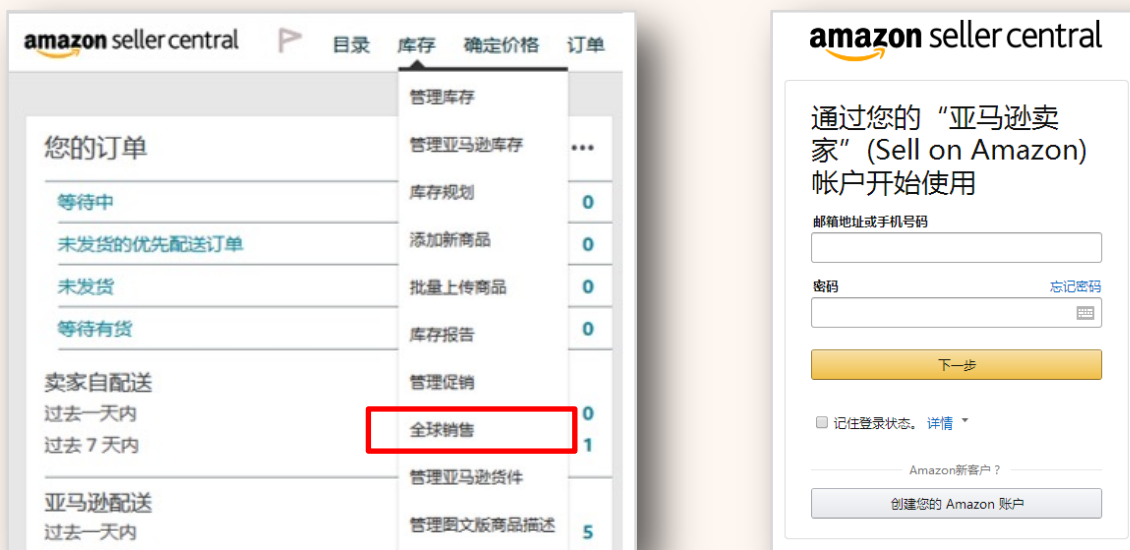 amazon seller central 目录 库存 确定价格 订单
您的订单
等待中 0
未发货的优先配送订单 0
未发货 0
等待有货 0
卖家自配送
过去一天内 0
过去 7 天内 1
亚马逊配送
过去一天内 5
管理库存
管理亚马逊库存
库存规划
添加新商品
批量上传商品
库存报告
管理促销
全球销售
管理亚马逊货件
管理图文版商品描述
amazon seller central
通过您的“亚马逊卖
家”(Sell on Amazon)
帐户开始使用
邮箱地址或手机号码
密码 忘记密码
下一步
记住登录状态。 详情
Amazon新客户？
创建您的 Amazon 账户